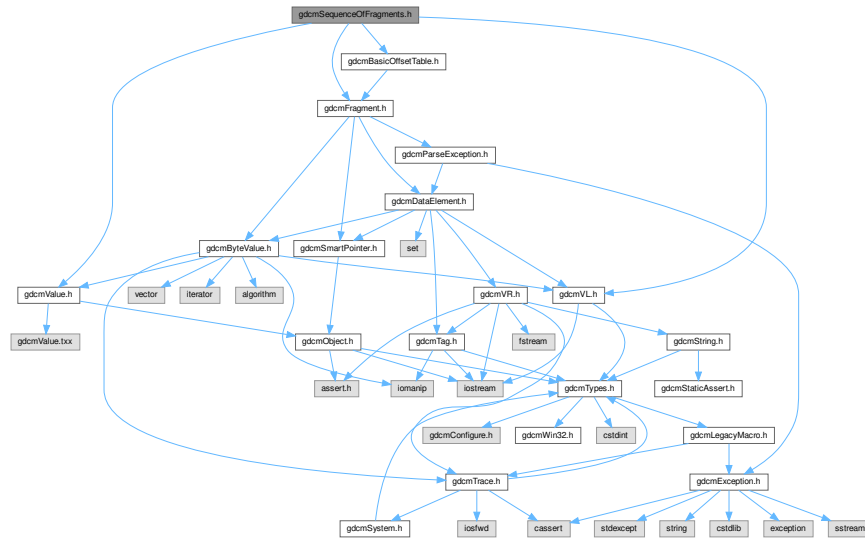 gdcmSequenceOfFragments.h
gdcmBasicOffsetTable.h
gdcmFragment.h
gdcmParseException.h
gdcmDataElement.h
gdcmByteValue.h
gdcmSmartPointer.h
set
gdcmValue.h
vector
iterator
algorithm
gdcmVR.h
gdcmVL.h
gdcmValue.txx
gdcmObject.h
gdcmTag.h
fstream
gdcmString.h
assert.h
iomanip
iostream
gdcmTypes.h
gdcmStaticAssert.h
gdcmConfigure.h
gdcmWin32.h
cstdint
gdcmLegacyMacro.h
gdcmTrace.h
gdcmException.h
gdcmSystem.h
iosfwd
cassert
stdexcept
string
cstdlib
exception
sstream